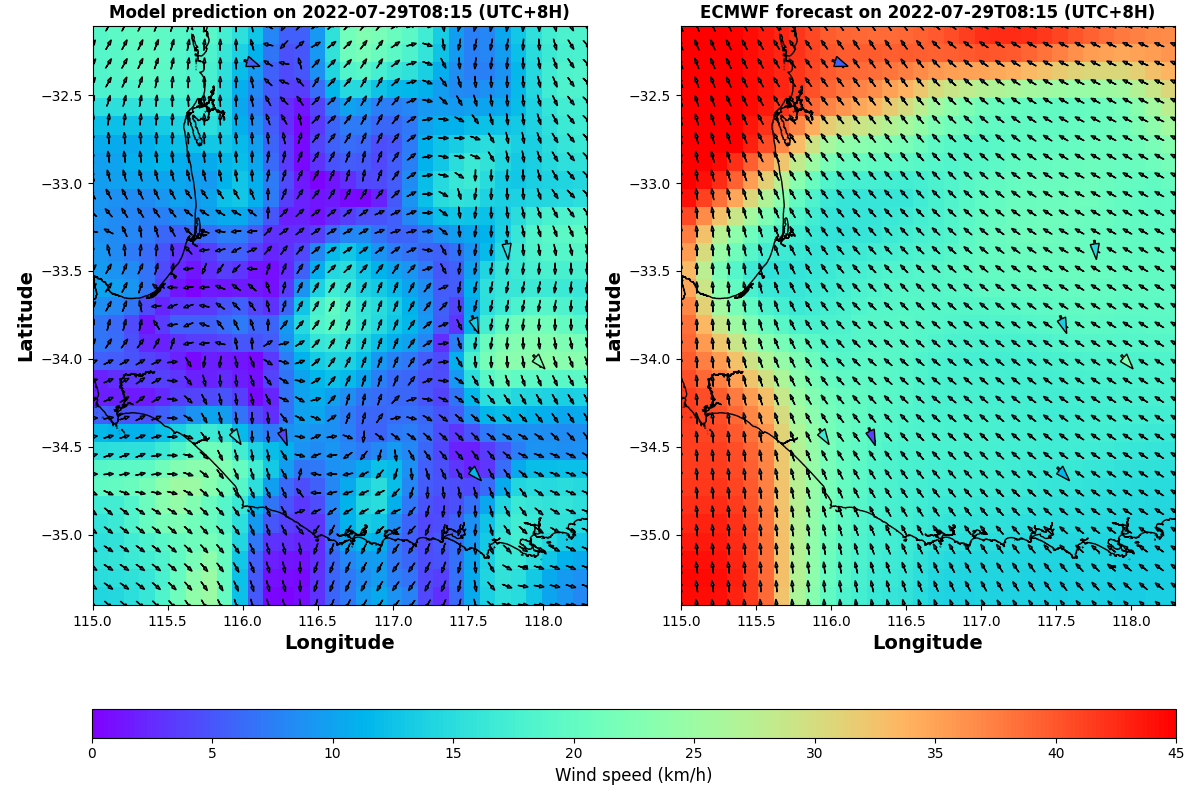 Model prediction on 2022-07-29T08:15 (UTC+8H)
ECMWF forecast on 2022-07-29T08:15 (UTC+8H)
Latitude
−32.5
−33.0
−33.5
−34.0
−34.5
−35.0
115.0 115.5 116.0 116.5 117.0 117.5 118.0
Longitude
Latitude
−32.5
−33.0
−33.5
−34.0
−34.5
−35.0
115.0 115.5 116.0 116.5 117.0 117.5 118.0
Longitude
0 5 10 15 20 25 30 35 40 45
Wind speed (km/h)